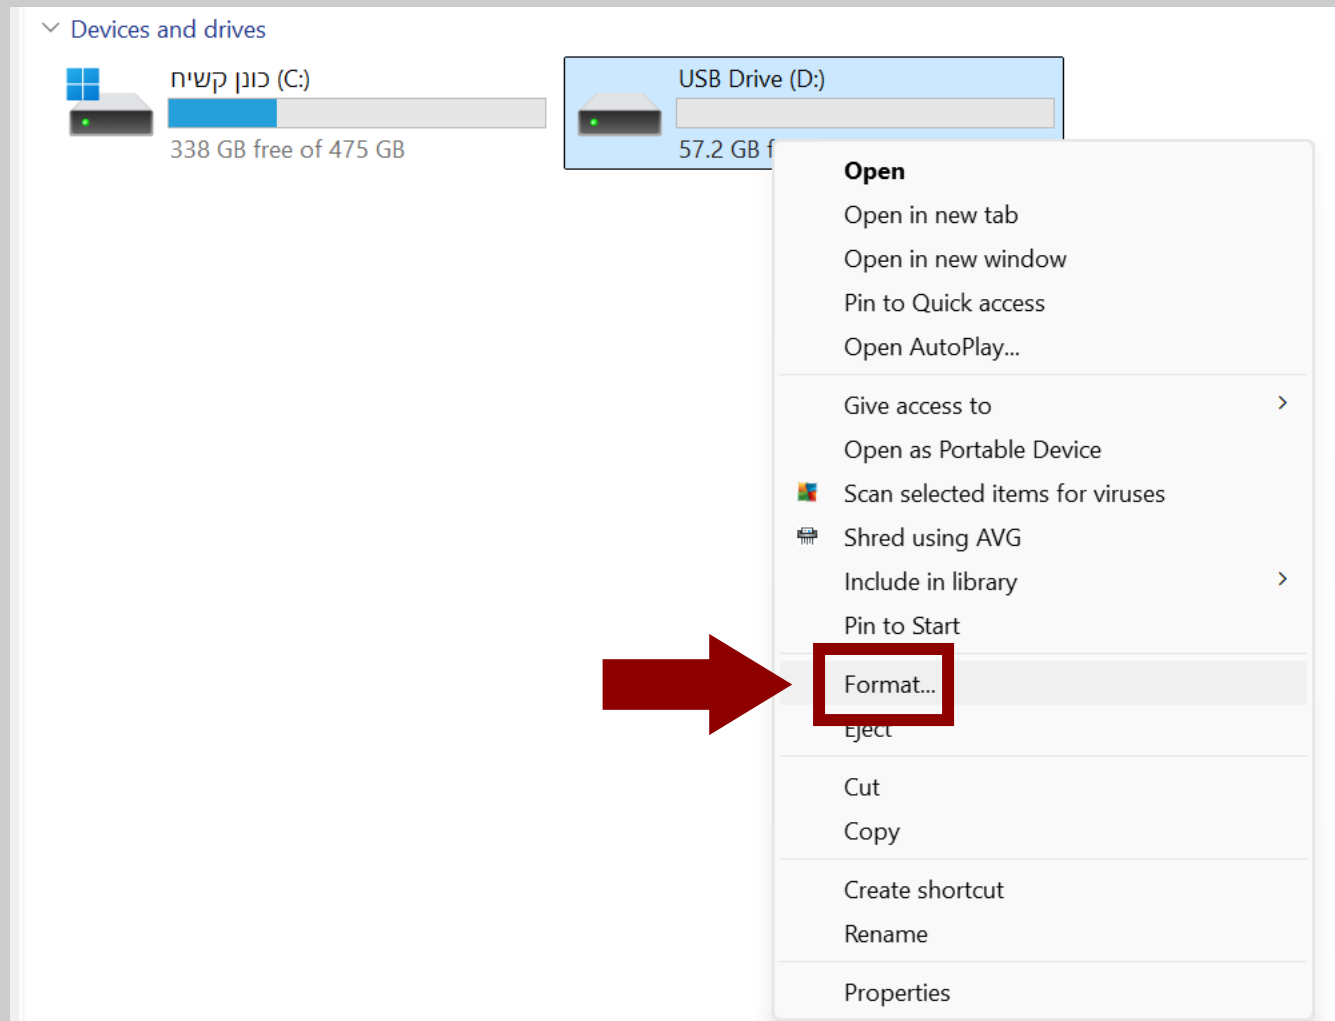 Devices and drives
כונן קשיח (C:)
338 GB free of 475 GB
USB Drive (D:)
57.2 GB
Open
Open in new tab
Open in new window
Pin to Quick access
Open AutoPlay...
Give access to
Open as Portable Device
Scan selected items for viruses
Shred using AVG
Include in library
Pin to Start
Format...
Eject
Cut
Copy
Create shortcut
Rename
Properties